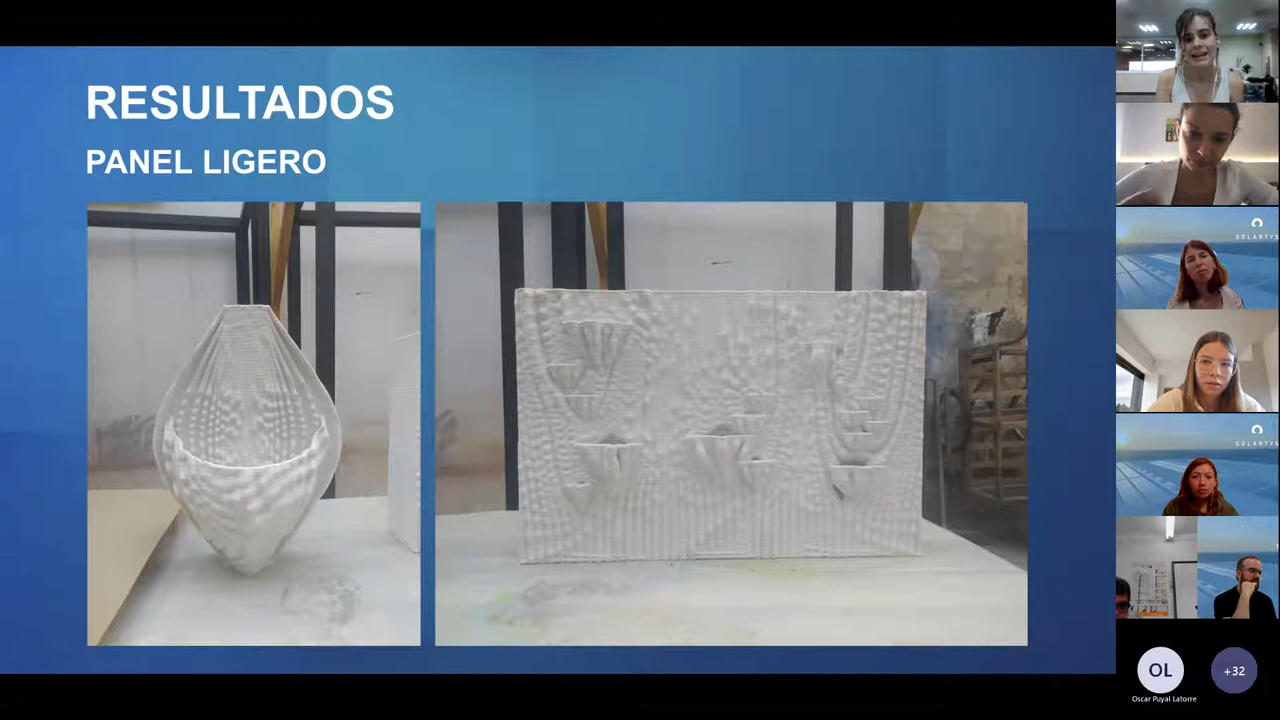 RESULTADOS
PANEL LIGERO
SOLARTYS
SOLARTYS
OL
+32
Oscar Puyal Latorre